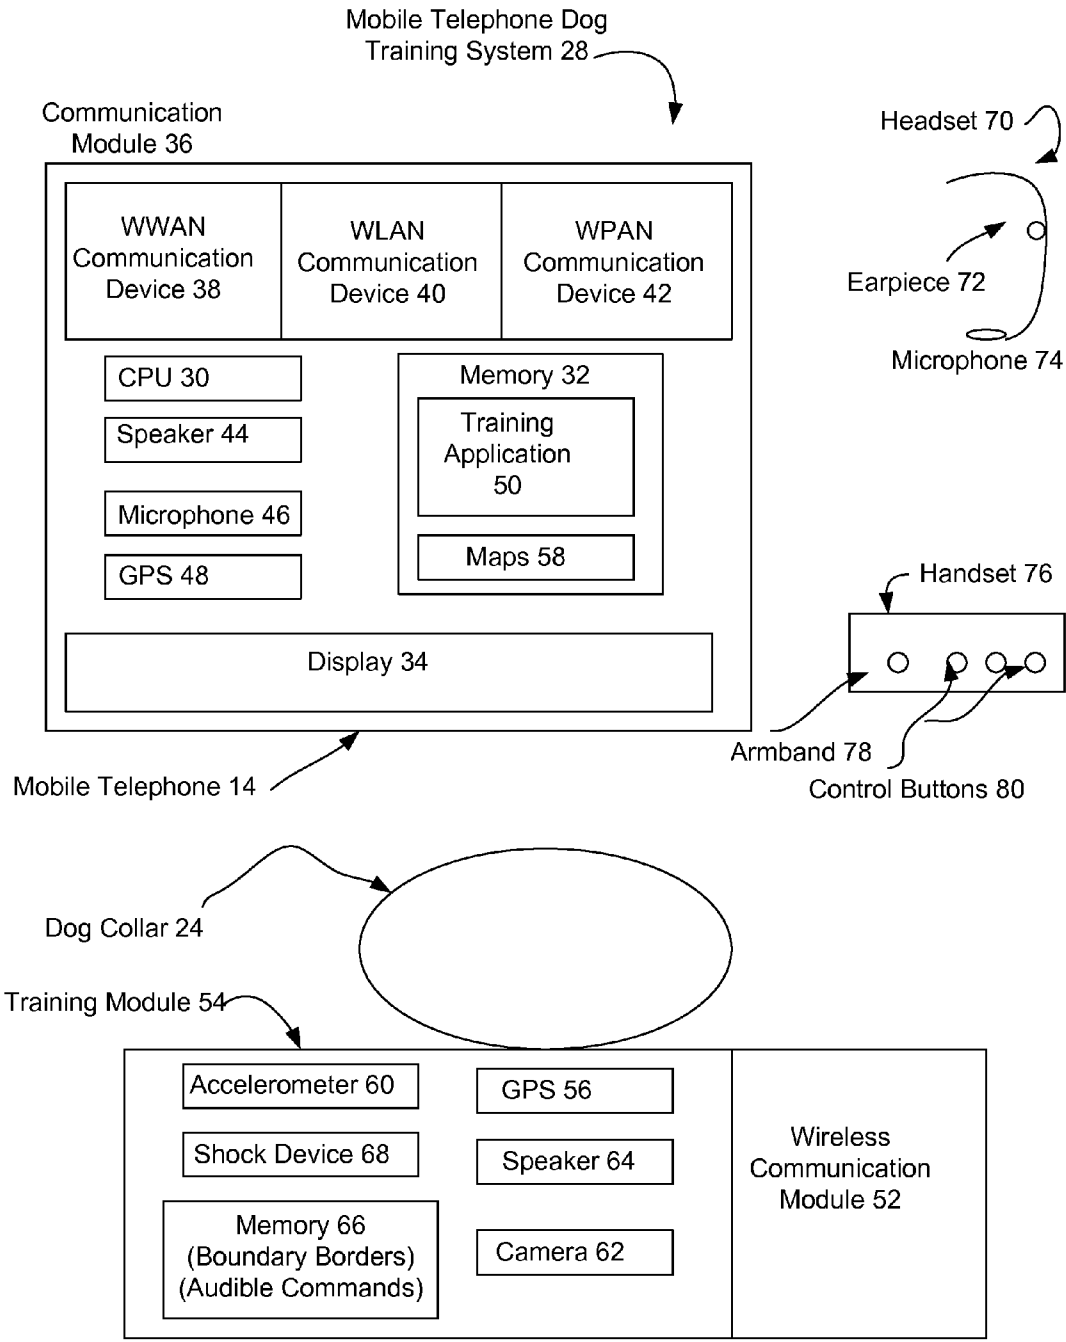 Mobile Telephone Dog
Training System 28
Communication
Module 36
Headset 70
WWAN
Communication
Device 38
WLAN
Communication
Device 40
WPAN
Communication
Device 42
Earpiece 72
Microphone 74
CPU 30
Speaker 44
Microphone 46
GPS 48
Memory 32
Training
Application
50
Maps 58
Handset 76
Display 34
Armband 78
Control Buttons 80
Mobile Telephone 14
Dog Collar 24
Training Module 54
Accelerometer 60
Shock Device 68
Memory 66
(Boundary Borders)
(Audible Commands)
GPS 56
Speaker 64
Camera 62
Wireless
Communication
Module 52